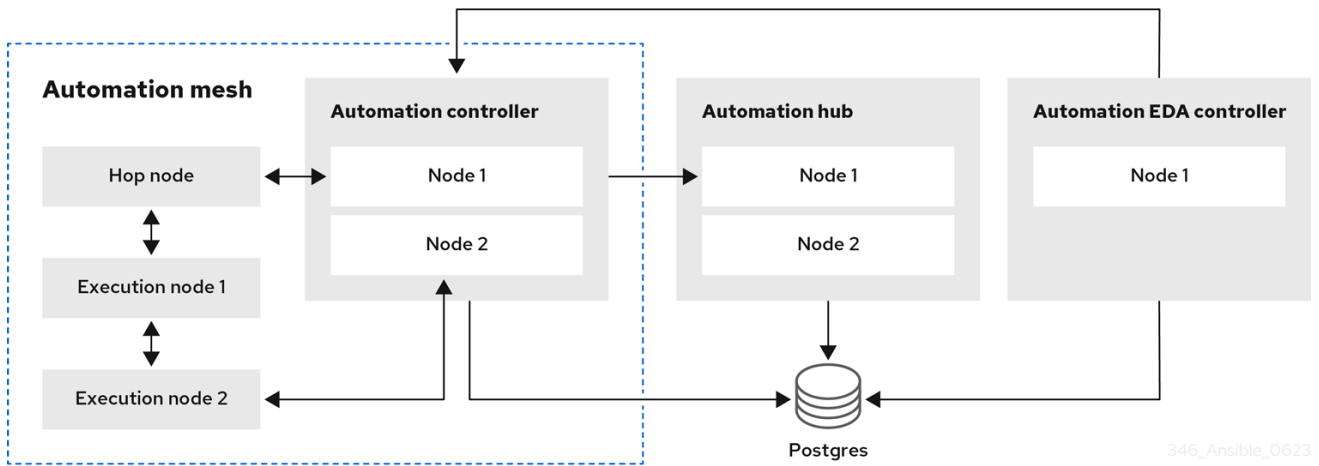 Automation mesh
Automation controller
Automation hub
Automation EDA controller
Hop node
Node 1
Node 1
Node 1
Node 2
Node 2
Execution node 1
Execution node 2
Postgres
346_Ansible_0623